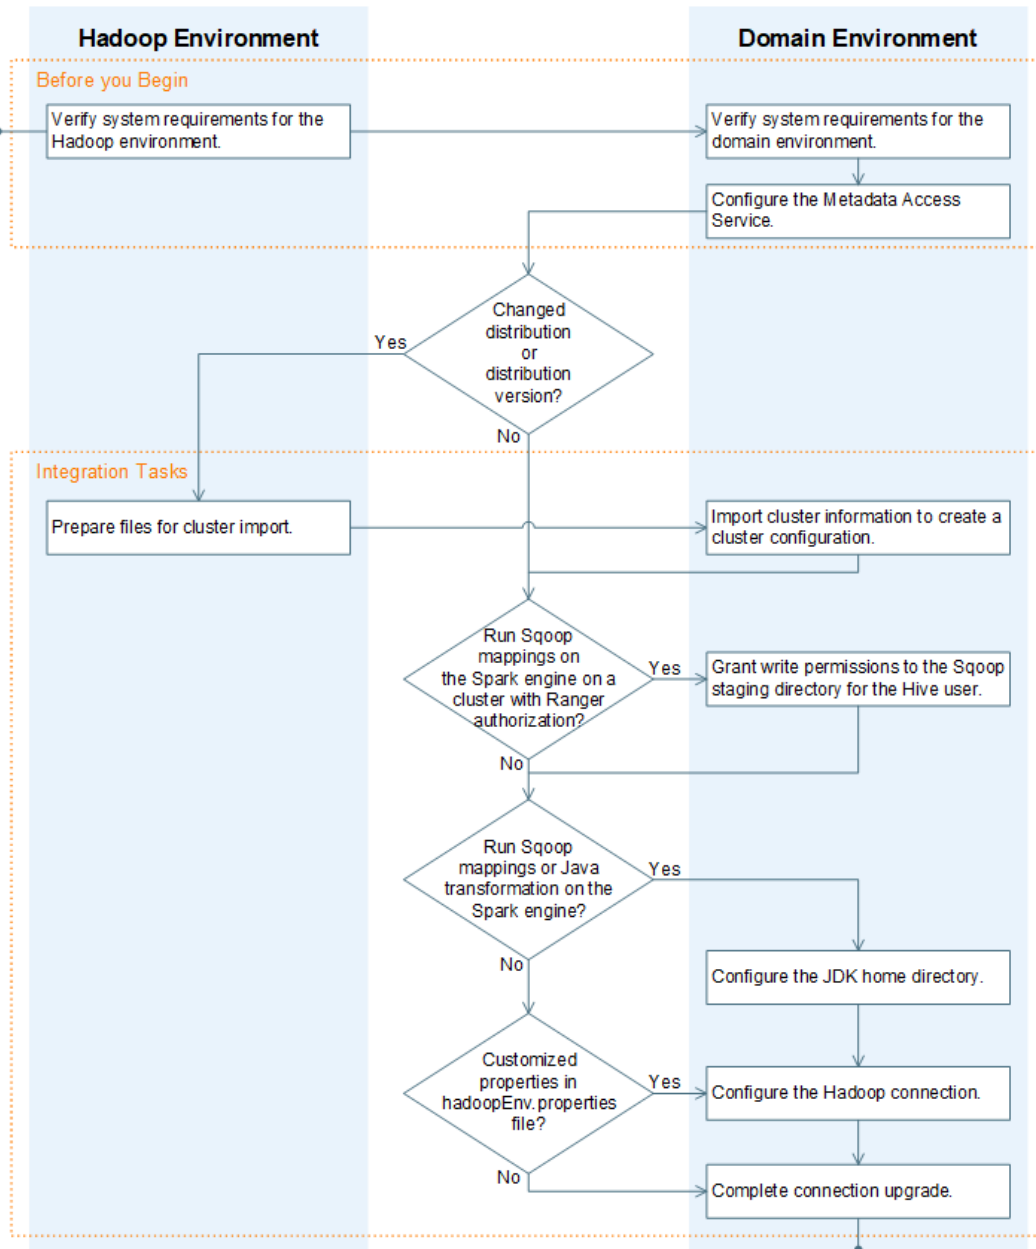 Hadoop Environment
Domain Environment
Before you Begin
Verify system requirements for the
Hadoop environment.
Verify system requirements for the
domain environment.
Configure the Metadata Access
Service.
Changed
distribution
or
distribution
version?
Yes
No
Integration Tasks
Prepare files for cluster import.
Import cluster information to create a
cluster configuration.
Run Sqoop
mappings on
the Spark engine on a
cluster with Ranger
authorization?
Yes
No
Grant write permissions to the Sqoop
staging directory for the Hive user.
Run Sqoop
mappings or Java
transformation on the
Spark engine?
Yes
No
Configure the JDK home directory.
Customized
properties in
hadoopEnv.properties
file?
Yes
No
Configure the Hadoop connection.
Complete connection upgrade.